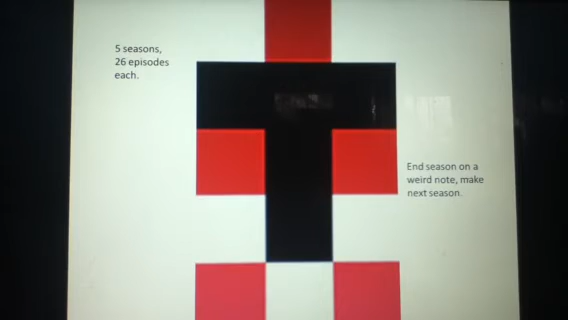 5 seasons,
26 episodes
each.
End season on a
weird note, make
next season.